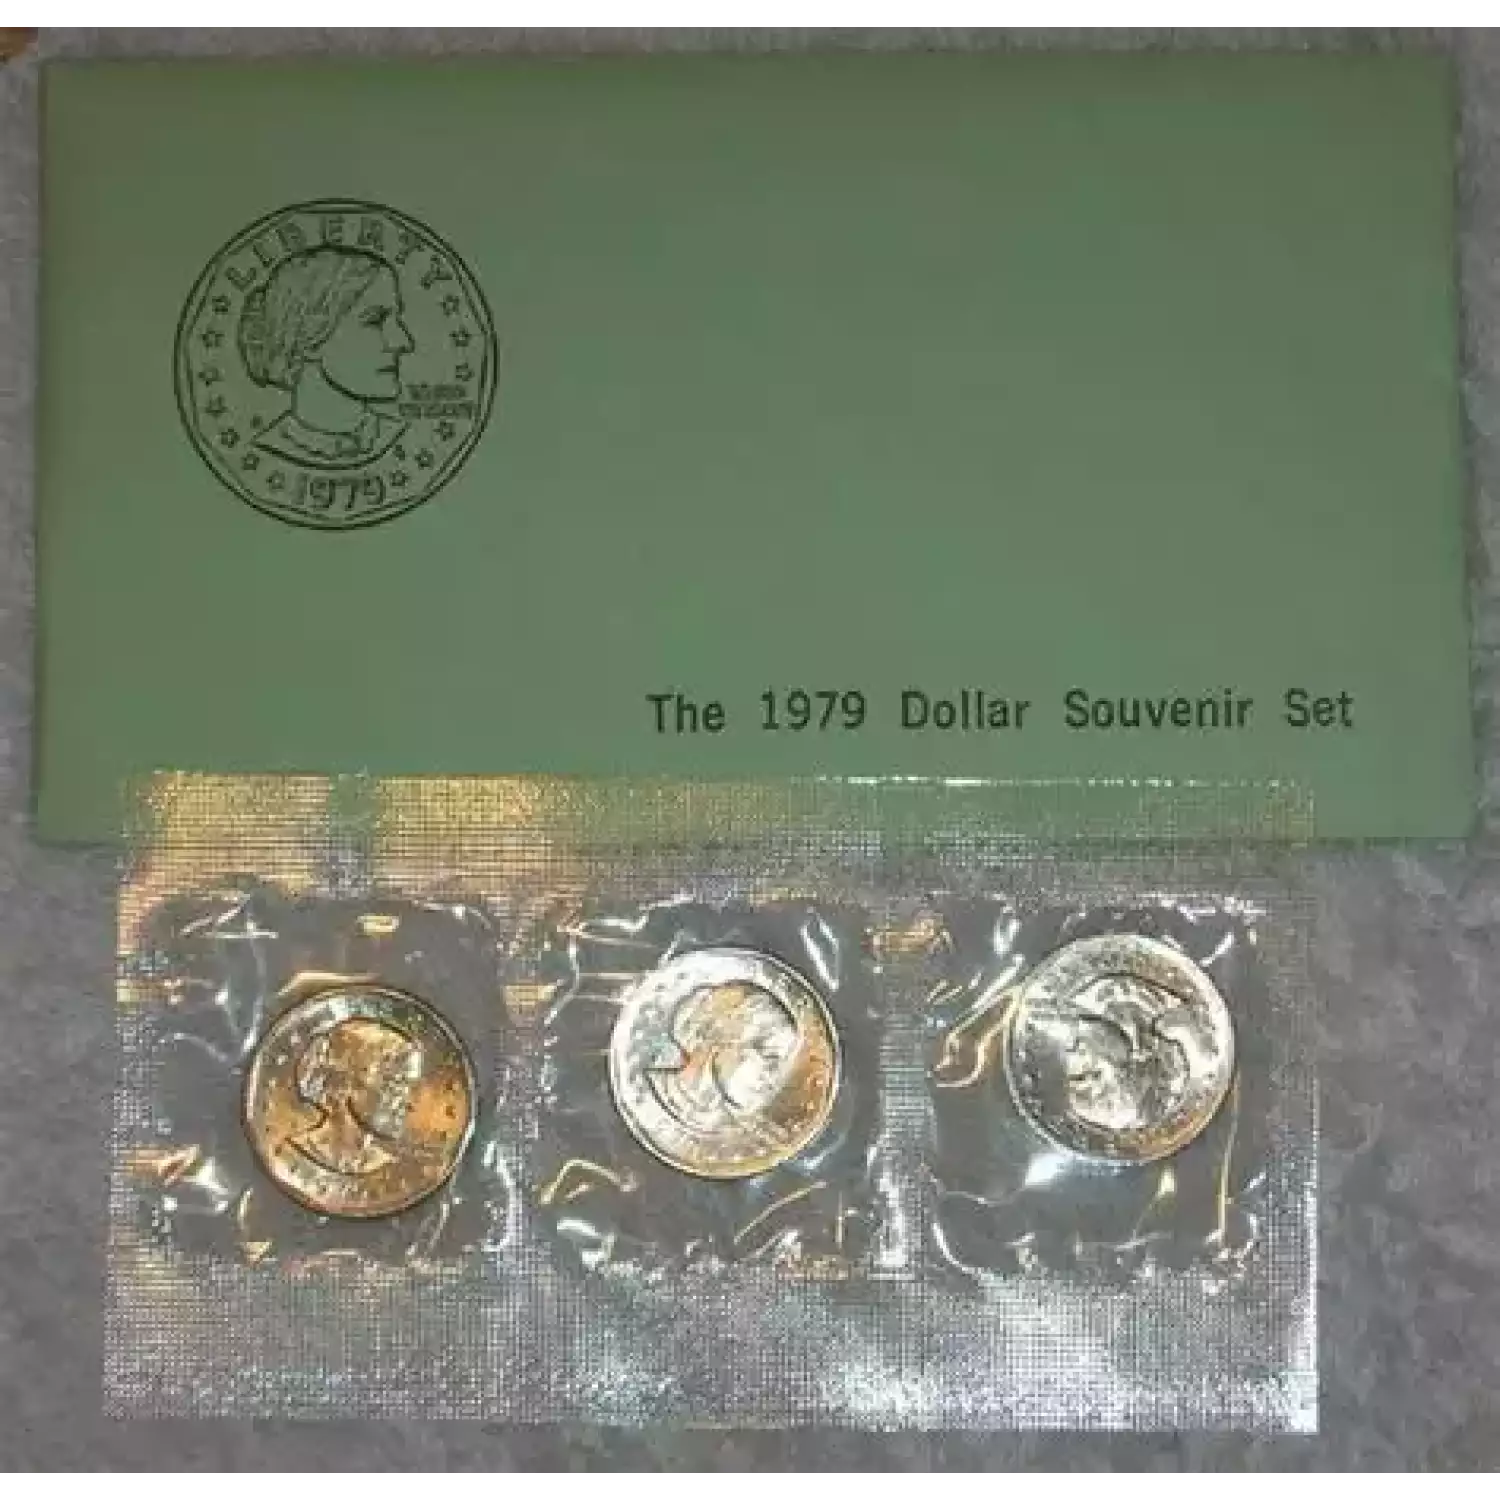 LIBERTY
1979
The 1979 Dollar Souvenir Set